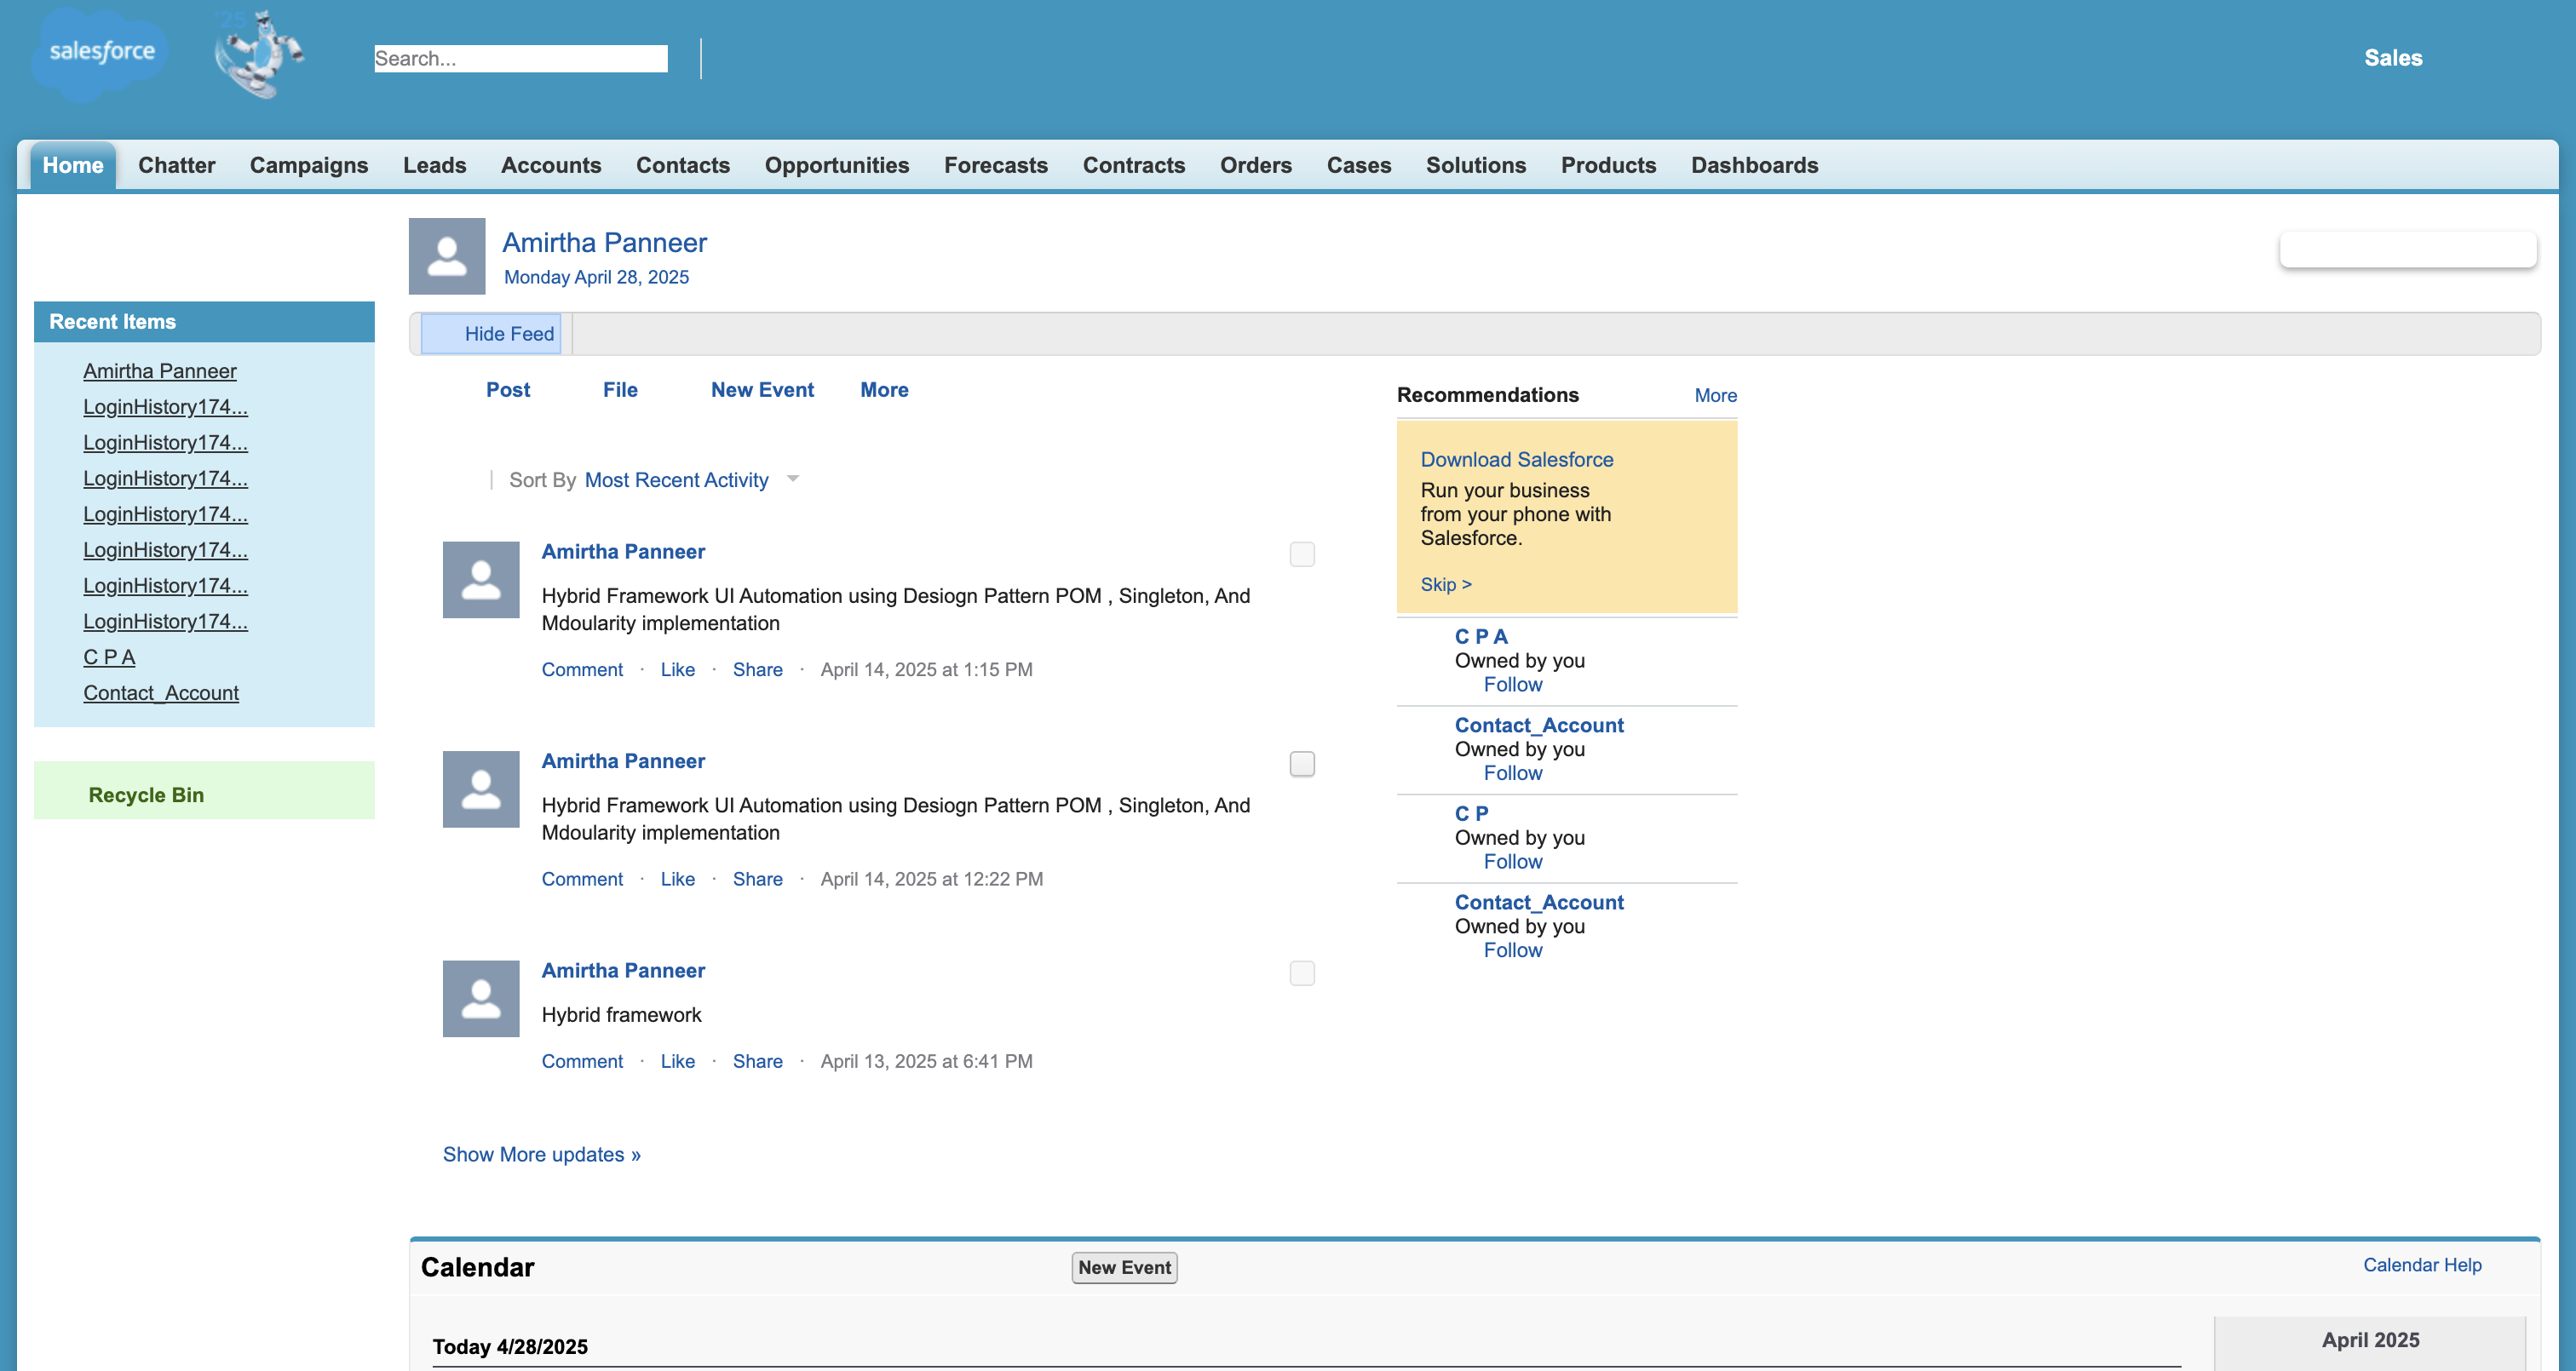 salesforce
'25
Search...
Sales
Home Chatter Campaigns Leads Accounts Contacts Opportunities Forecasts Contracts Orders Cases Solutions Products Dashboards
Amirtha Panneer
Monday April 28, 2025
Recent Items
Amirtha Panneer
LoginHistory174...
LoginHistory174...
LoginHistory174...
LoginHistory174...
LoginHistory174...
LoginHistory174...
LoginHistory174...
C P A
Contact_Account
Recycle Bin
Hide Feed
Post File New Event More
Sort By Most Recent Activity
Amirtha Panneer
Hybrid Framework UI Automation using Desiogn Pattern POM , Singleton, And
Mdoularity implementation
Comment · Like · Share · April 14, 2025 at 1:15 PM
Amirtha Panneer
Hybrid Framework UI Automation using Desiogn Pattern POM , Singleton, And
Mdoularity implementation
Comment · Like · Share · April 14, 2025 at 12:22 PM
Amirtha Panneer
Hybrid framework
Comment · Like · Share · April 13, 2025 at 6:41 PM
Show More updates »
Recommendations More
Download Salesforce
Run your business
from your phone with
Salesforce.
Skip >
C P A
Owned by you
Follow
Contact_Account
Owned by you
Follow
C P
Owned by you
Follow
Contact_Account
Owned by you
Follow
Calendar New Event Calendar Help
Today 4/28/2025
April 2025